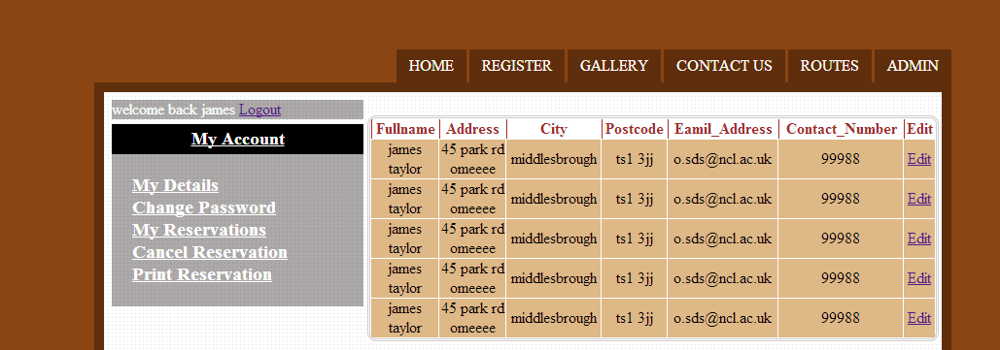 HOME REGISTER GALLERY CONTACT US ROUTES ADMIN
welcome back james Logout
My Account
My Details
Change Password
My Reservations
Cancel Reservation
Print Reservation
Fullname Address City Postcode Eamil_Address Contact_Number Edit
james taylor 45 park rd omeeee middlesbrough ts1 3jj o.sds@ncl.ac.uk 99988 Edit
james taylor 45 park rd omeeee middlesbrough ts1 3jj o.sds@ncl.ac.uk 99988 Edit
james taylor 45 park rd omeeee middlesbrough ts1 3jj o.sds@ncl.ac.uk 99988 Edit
james taylor 45 park rd omeeee middlesbrough ts1 3jj o.sds@ncl.ac.uk 99988 Edit
james taylor 45 park rd omeeee middlesbrough ts1 3jj o.sds@ncl.ac.uk 99988 Edit